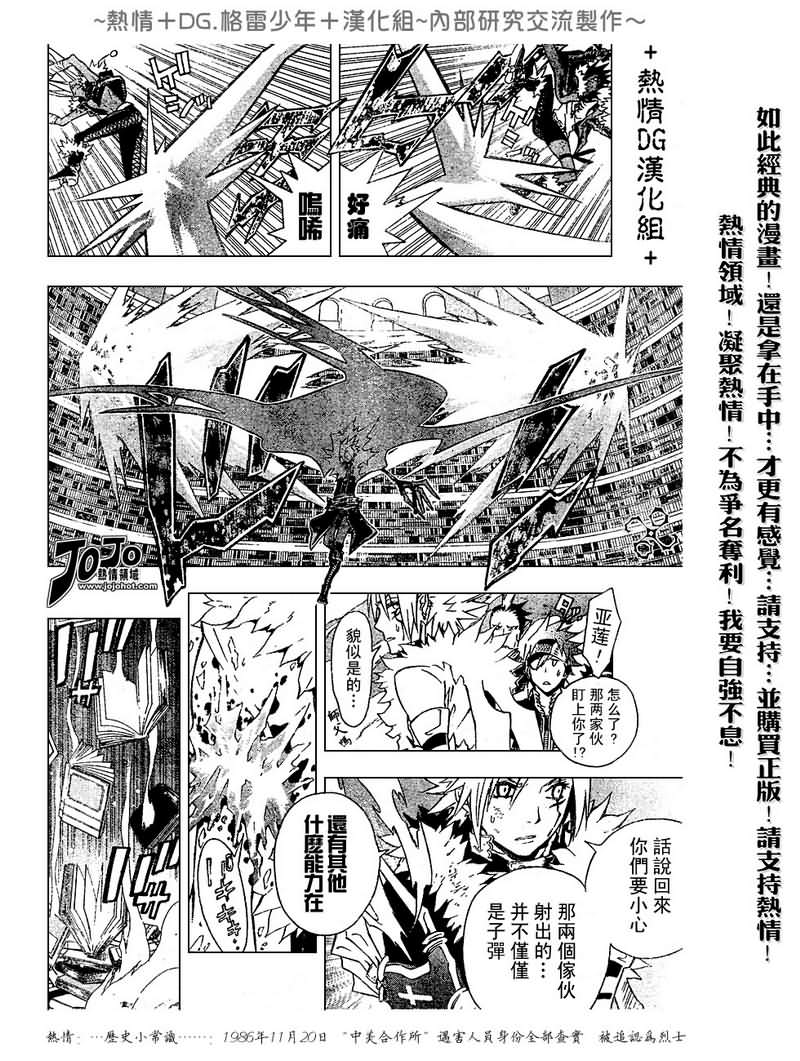 ~熱情＋DG.格雷少年＋漢化組~內部研究交流製作~
+熱情DG漢化組+
如此經典的漫畫！還是拿在手中…才更有感覺…請支持…並購買正版！請支持熱情！
熱情領域！凝聚熱情！不為爭名奪利！我要自強不息！
ゲイン
ゲイン
好痛
嗚唏
JOJO
熱情領域
www.jojohot.com
亚莲！
怎么了？
那两家伙
盯上你了!?
貌似是的…
話說回來
你們要小心
那兩個傢伙
射出的…
并不僅僅
是子彈
還有其他
什麼能力在
熱情：…歷史小常識……：1986年11月20日 "中美合作所"遇害人員身份全部查實 被追認為烈士